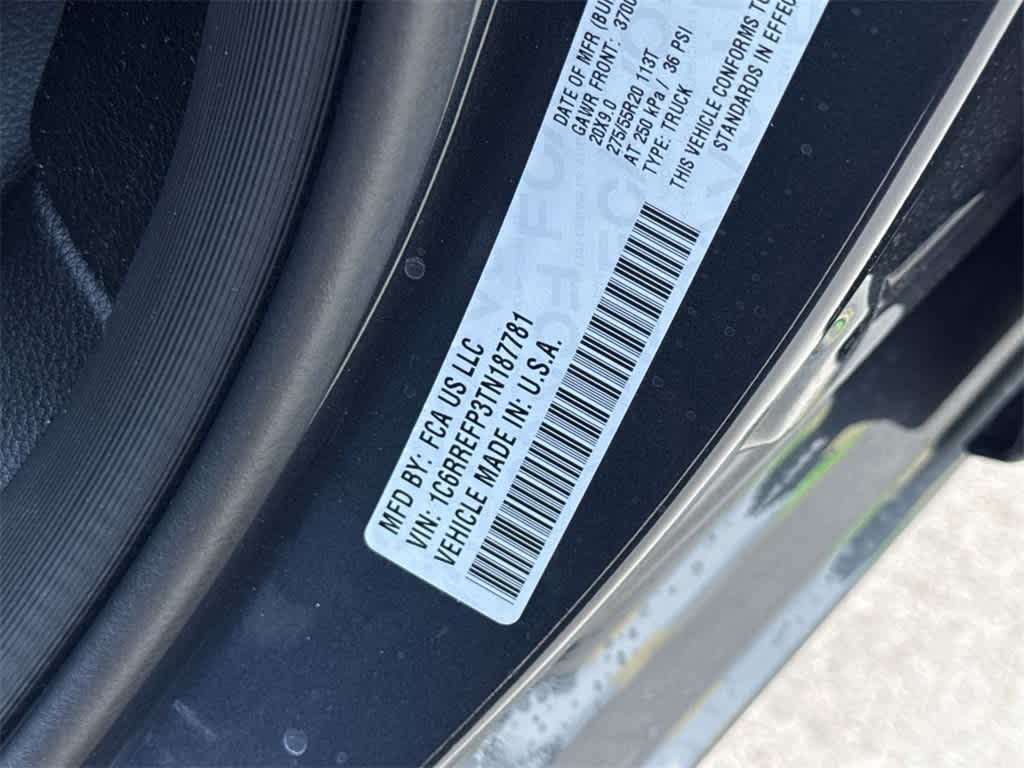 MFD BY: FCA US LLC
VIN: 1C6RREFP3TN187781
VEHICLE MADE IN: U.S.A.
DATE OF MFR
GAWR FRONT:
20X9.0
275/55R20 113T
AT 250 kPa / 36 PSI
TYPE: TRUCK
THIS VEHICLE CONFORMS TO
STANDARDS IN EFFECT